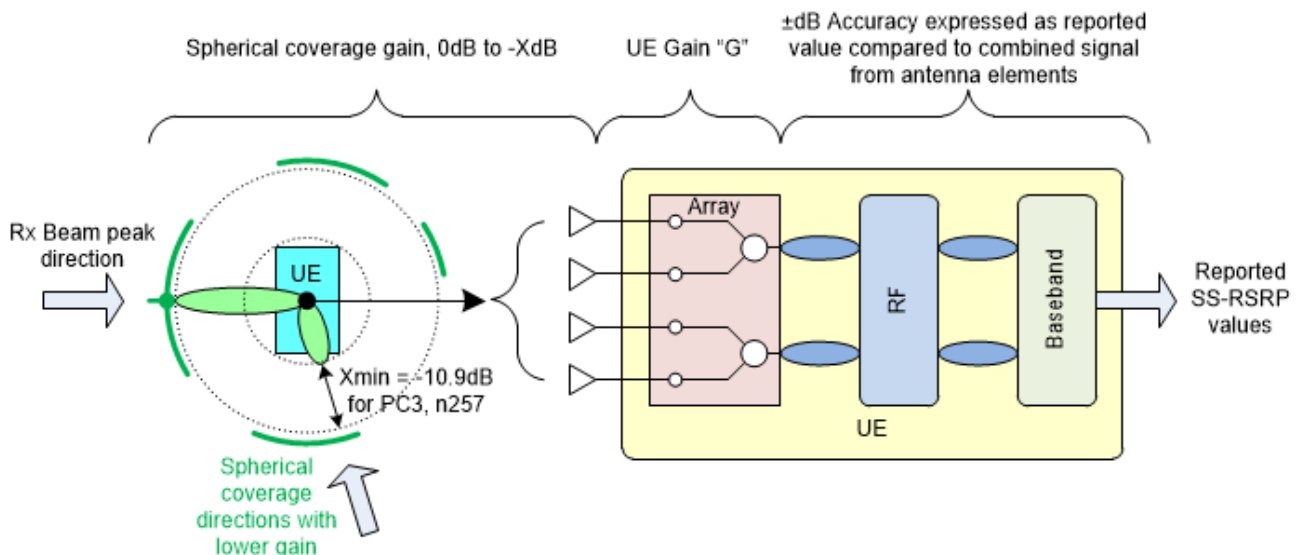 Spherical coverage gain, 0dB to -XdB
UE Gain “G”
±dB Accuracy expressed as reported
value compared to combined signal
from antenna elements
Rx Beam peak
direction
UE
Xmin = -10.9dB
for PC3, n257
Spherical
coverage
directions with
lower gain
Array
RF
Baseband
UE
Reported
SS-RSRP
values